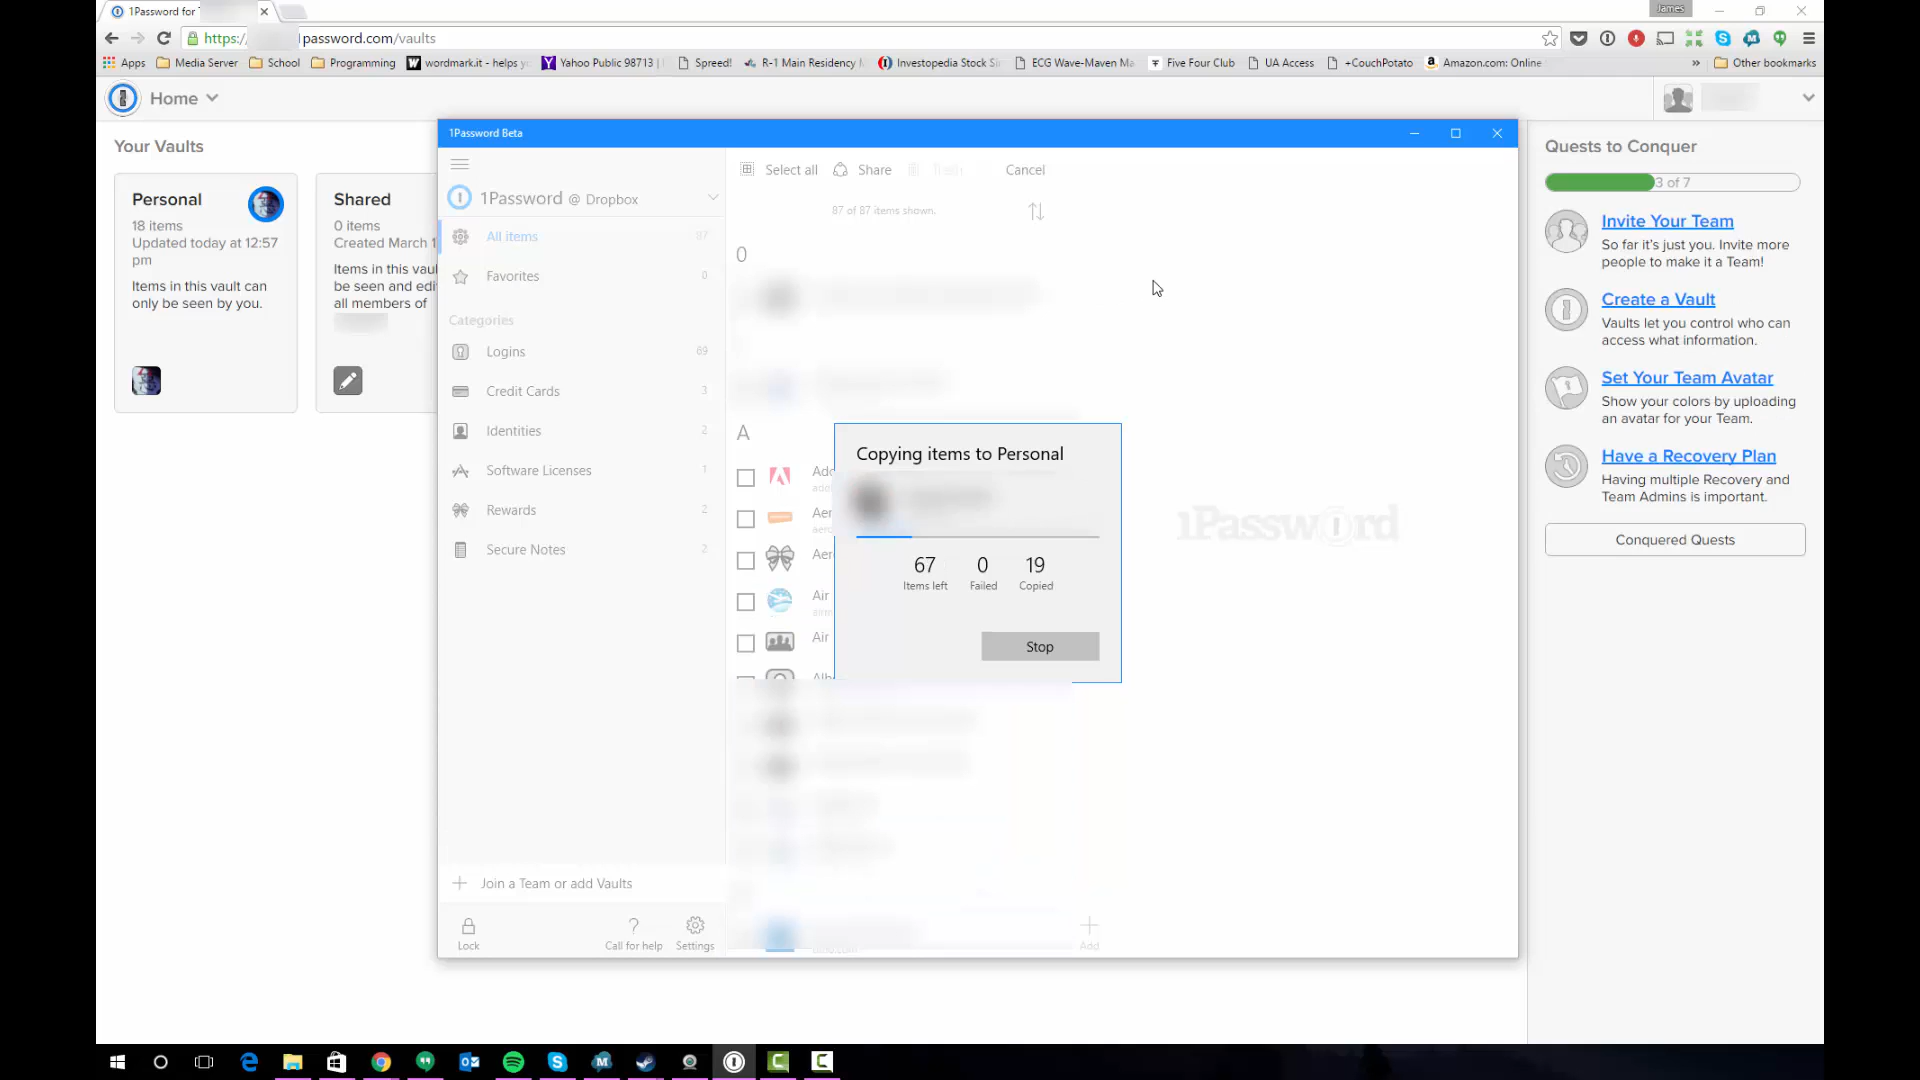 1Password for
James
https://
1password.com/vaults
Apps
Media Server
School
Programming
wordmark.it - helps y
Yahoo Public 98713 |
Spreed!
R-1 Main Residency
Investopedia Stock Si
ECG Wave-Maven Ma
Five Four Club
UA Access
+CouchPotato
Amazon.com: Online
»
Other bookmarks
Home
Your Vaults
Personal
18 items
Updated today at 12:57
pm
Items in this vault can
only be seen by you.
Shared
0 items
Created March 1
Items in this vau
be seen and edi
all members of
1Password Beta
1Password @ Dropbox
All items 87
Favorites 0
Categories
Logins 69
Credit Cards 3
Identities 2
Software Licenses 1
Rewards 2
Secure Notes 2
Join a Team or add Vaults
Lock
Call for help
Settings
Select all
Share
Cancel
87 of 87 items shown.
0
A
Ado
Aer
aero
Aer
Air
Air
Add
Copying items to Personal
67 0 19
Items left Failed Copied
Stop
1Password
Quests to Conquer
3 of 7
Invite Your Team
So far it's just you. Invite more
people to make it a Team!
Create a Vault
Vaults let you control who can
access what information.
Set Your Team Avatar
Show your colors by uploading
an avatar for your Team.
Have a Recovery Plan
Having multiple Recovery and
Team Admins is important.
Conquered Quests